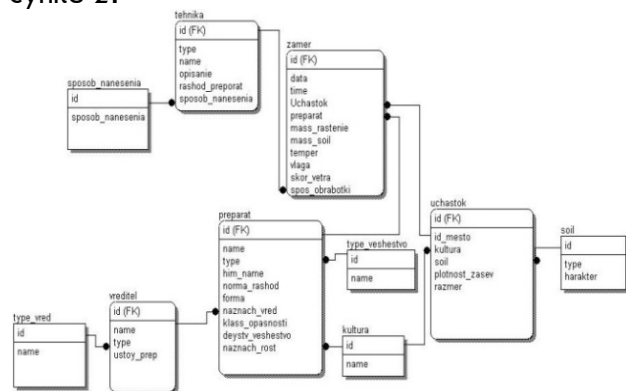 tehnika
id (FK)
type
name
opisanie
rashod_preporat
sposob_nanesenia
sposob_nanesenia
id
sposob_nanesenia
zamer
id (FK)
data
time
Uchastok
preparat
mass_rastenie
mass_soil
temper
vlaga
skor_vetra
spos_obrabotki
uchastok
id (FK)
id_mesto
kultura
soil
plotnost_zasev
razmer
soil
id
type
harakter
preparat
id (FK)
name
type
him_name
norma_rashod
forma
naznach_vred
klass_opasnosti
deystv_veshestvo
naznach_rost
type_veshestvo
id
name
vreditel
id (FK)
name
type
ustoy_prep
type_vred
id
name
kultura
id
name